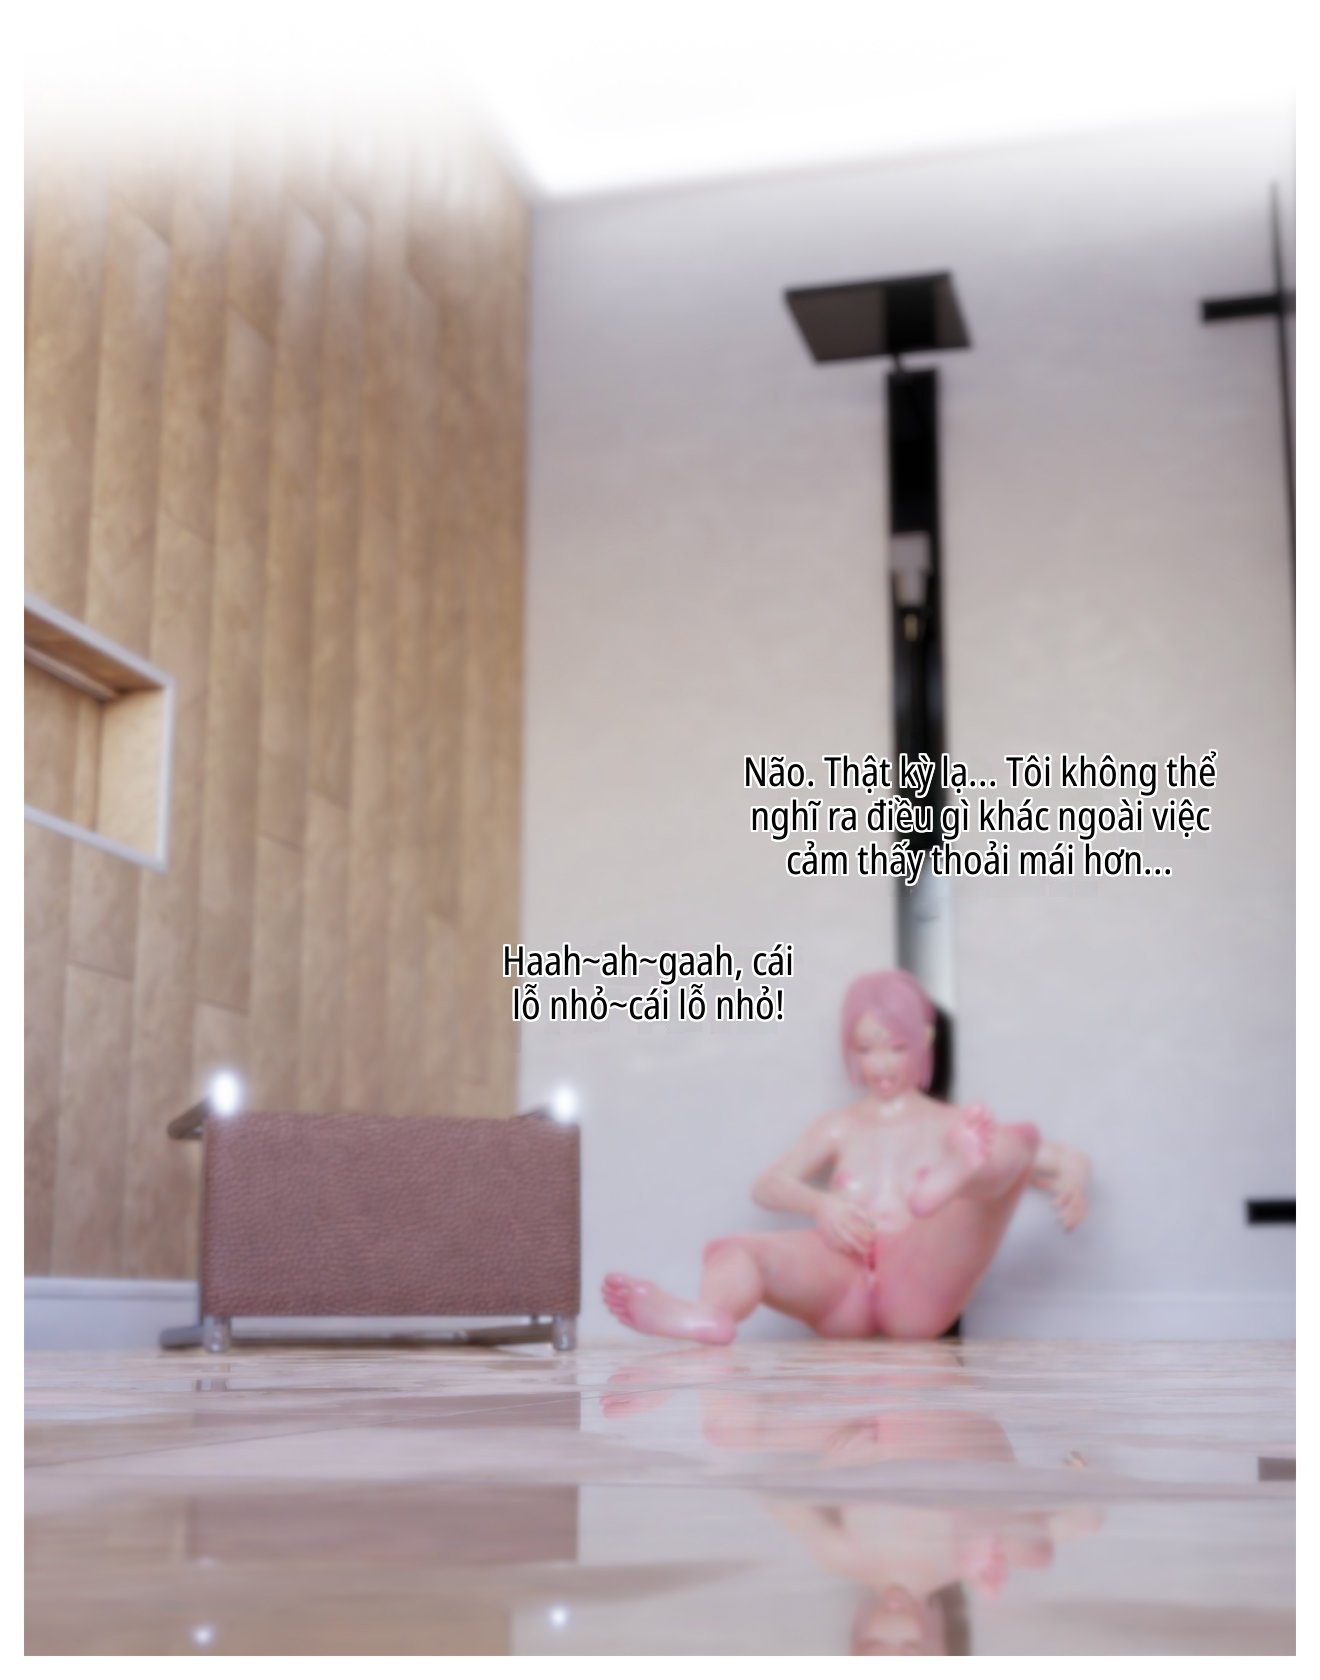 Não. Thật kỳ lạ... Tôi không thể
nghĩ ra điều gì khác ngoài việc
cảm thấy thoải mái hơn...
Haah~ah~gaah, cái
lỗ nhỏ~cái lỗ nhỏ!